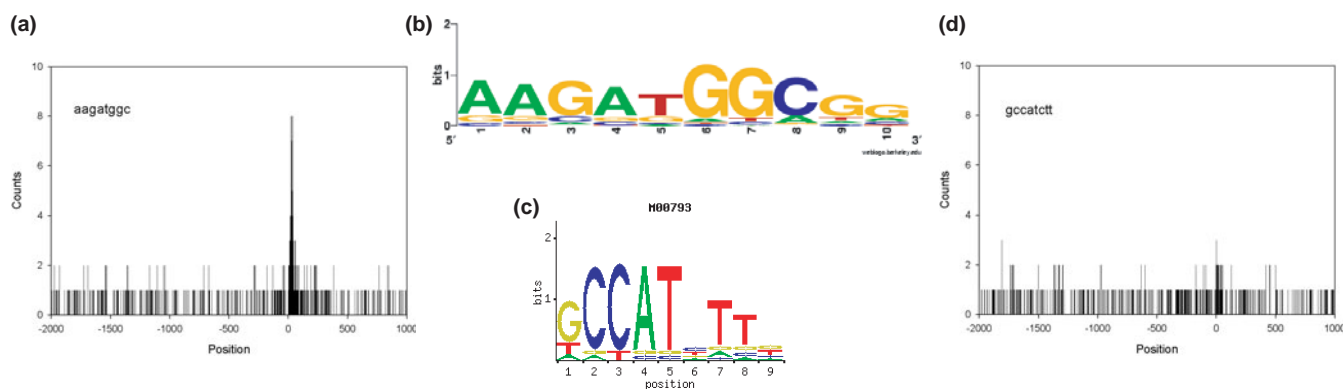 (a)
10
8
6
4
2
0
Counts
aagatggc
-2000 -1500 -1000 -500 0 500 1000
Position
(b)
2
1
0
bits
AAGATGGCGG
5' 1 2 3 4 5 6 7 8 9 10 3'
weblogo.berkeley.edu
(c)
M00793
2
1
bits
GCCAT TT
1 2 3 4 5 6 7 8 9
position
(d)
10
8
6
4
2
0
Counts
gccatctt
-2000 -1500 -1000 -500 0 500 1000
Position